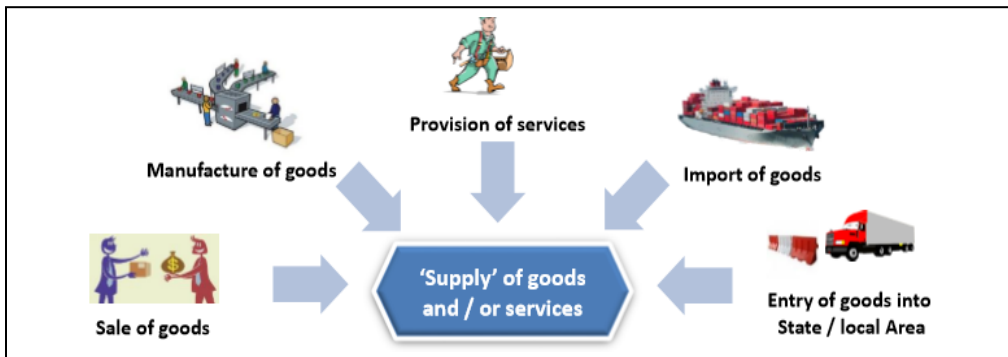 Provision of services
Manufacture of goods
Import of goods
Sale of goods
‘Supply’ of goods
and / or services
Entry of goods into
State / local Area